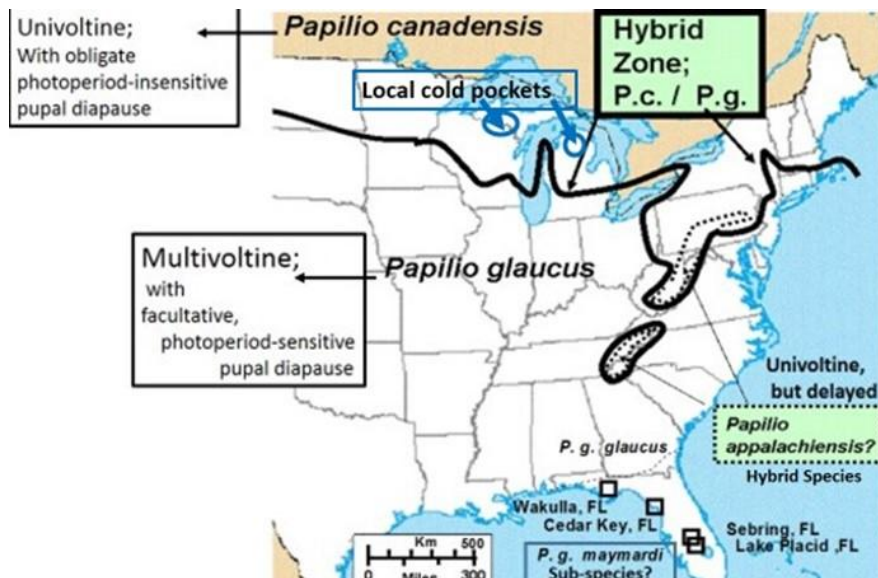 Univoltine;
With obligate
photoperiod-insensitive
pupal diapause
Papilio canadensis
Hybrid
Zone;
P.c. / P.g.
Local cold pockets
Multivoltine;
with
facultative,
photoperiod-sensitive
pupal diapause
Papilio glaucus
Univoltine,
but delayed
Papilio
appalachiensis?
Hybrid Species
P. g. glaucus
Wakulla, FL
Cedar Key, FL
Sebring, FL
Lake Placid ,FL
Km 500
0 Miles 300
P. g. maymardi
Sub-species?